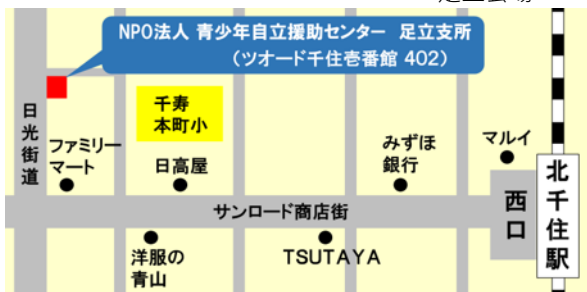 NPO法人 青少年自立援助センター 足立支所
(ツオード千住壱番館 402)
日光街道
千寿
本町小
ファミリー
マート
日高屋
みずほ
銀行
マルイ
北千住駅
西口
サンロード商店街
洋服の
青山
TSUTAYA